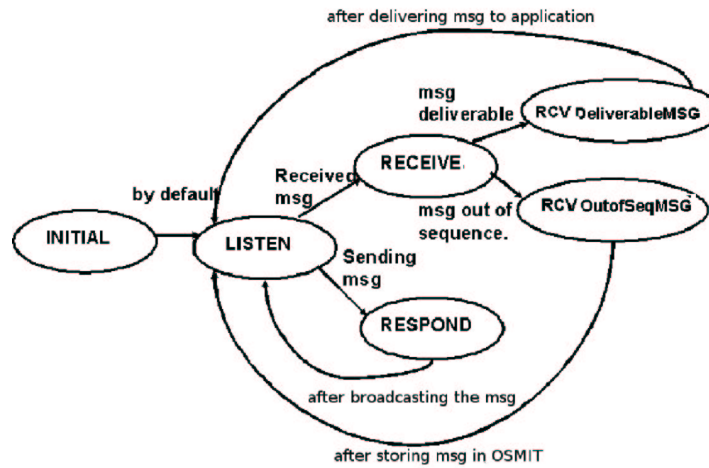 after delivering msg to application
msg
deliverable
RCV DeliverableMSG
RECEIVE.
Received
msg
by default
msg out of
sequence.
RCV OutofSeqMSG
INITIAL
LISTEN
Sending
msg
RESPOND
after broadcasting the msg
after storing msg in OSMIT